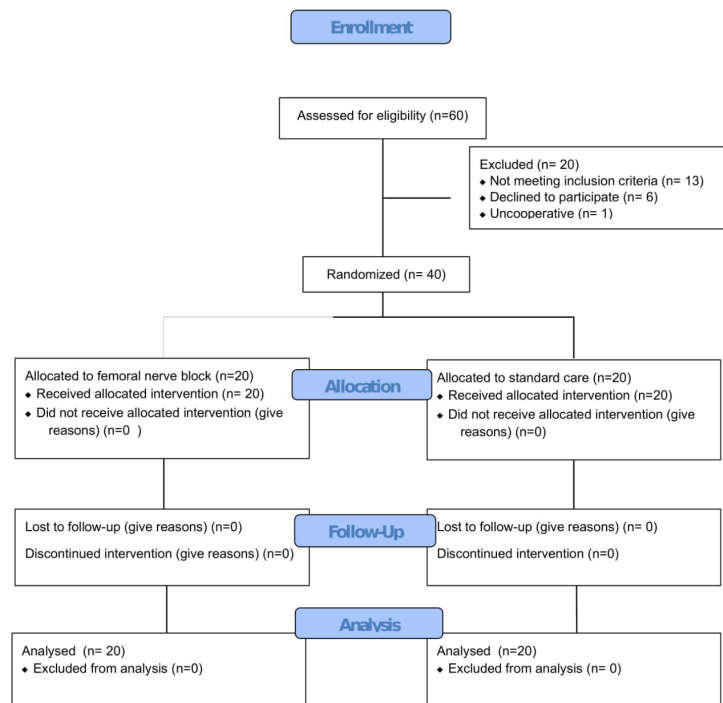 Enrollment
Assessed for eligibility (n=60)
Excluded (n= 20)
⬥ Not meeting inclusion criteria (n= 13)
⬥ Declined to participate (n= 6)
⬥ Uncooperative (n= 1)
Randomized (n= 40)
Allocation
Allocated to femoral nerve block (n=20)
⬥ Received allocated intervention (n= 20)
⬥ Did not receive allocated intervention (give
reasons) (n=0 )
Allocated to standard care (n=20)
⬥ Received allocated intervention (n=20)
⬥ Did not receive allocated intervention (give
reasons) (n=0)
Follow-Up
Lost to follow-up (give reasons) (n=0)
Discontinued intervention (give reasons) (n=0)
Lost to follow-up (give reasons) (n= 0)
Discontinued intervention (n=0)
Analysis
Analysed (n= 20)
⬥ Excluded from analysis (n=0)
Analysed (n=20)
⬥ Excluded from analysis (n= 0)